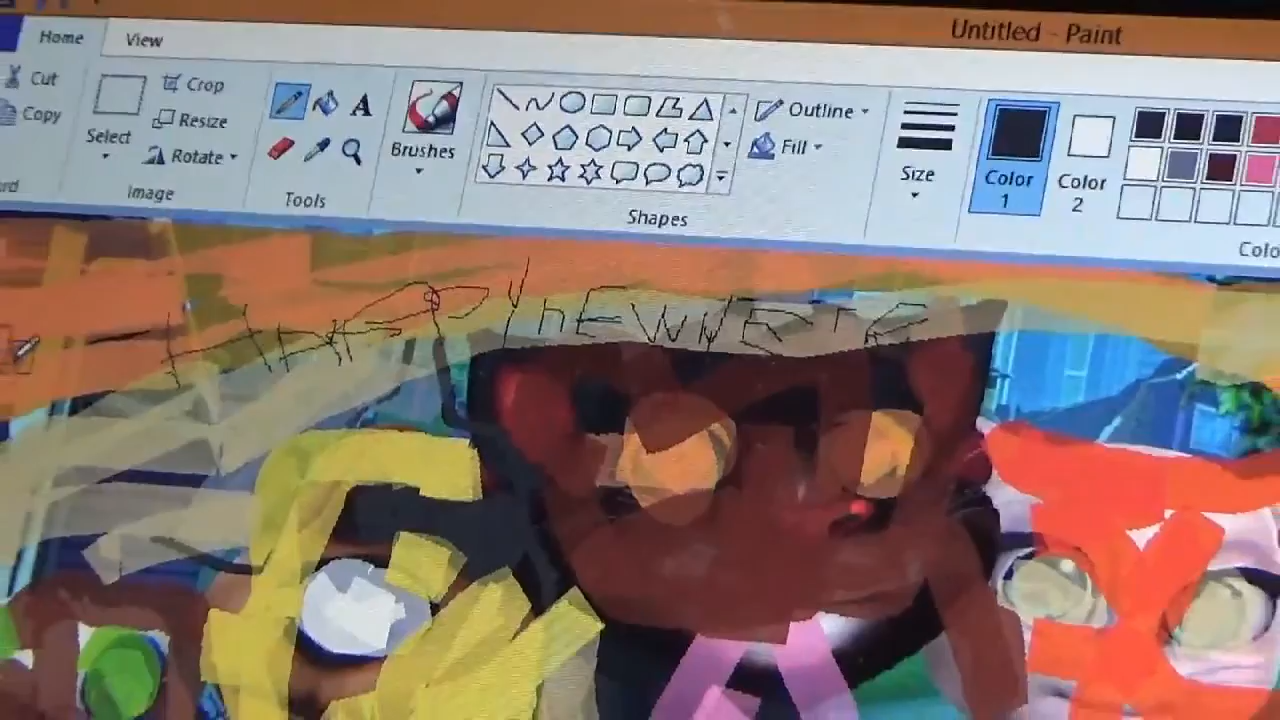 Untitled - Paint
Home View
Cut
Copy
Select
Crop
Resize
Rotate
Image
A
Tools
Brushes
Shapes
Outline
Fill
Size
Color 1
Color 2